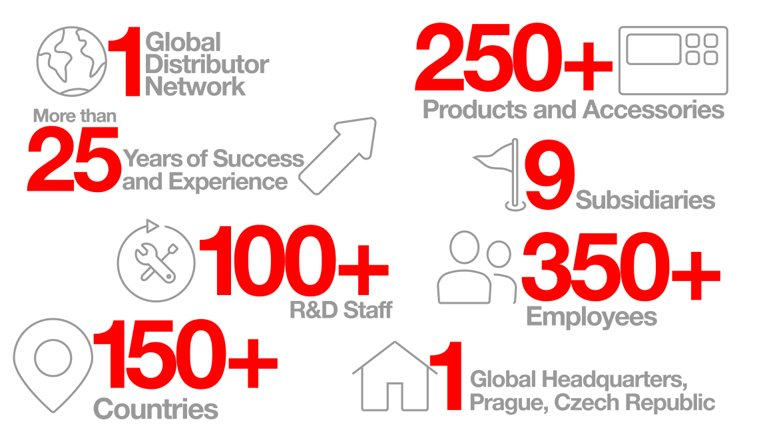 1 Global
Distributor
Network
250+
Products and Accessories
More than
25 Years of Success
and Experience
9 Subsidiaries
100+
R&D Staff
350+
Employees
150+
Countries
1 Global Headquarters,
Prague, Czech Republic